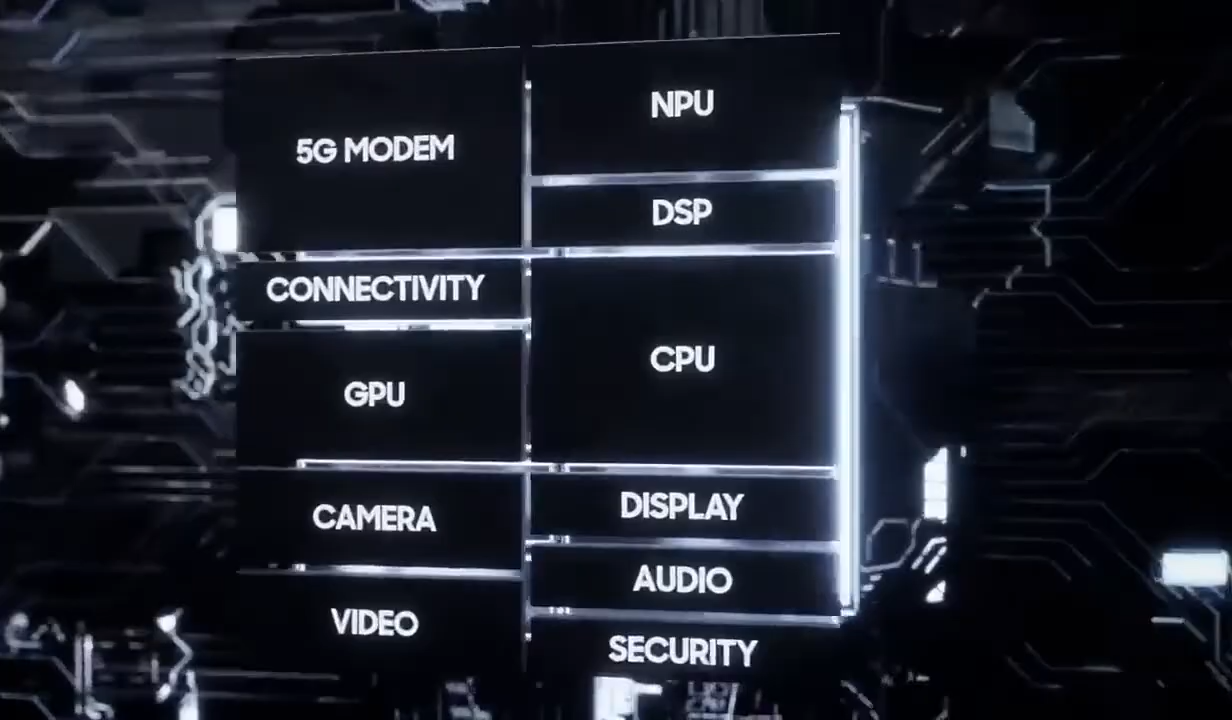 5G MODEM
CONNECTIVITY
GPU
CAMERA
VIDEO
NPU
DSP
CPU
DISPLAY
AUDIO
SECURITY